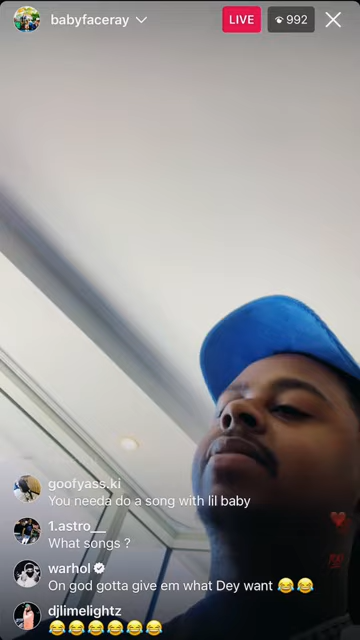 babyfaceray
LIVE
992
goofyass.ki
You needa do a song with lil baby
1.astro__
What songs ?
warhol
On god gotta give em what Dey want 😂😂
djlimelightz
😂😂😂😂😂😂